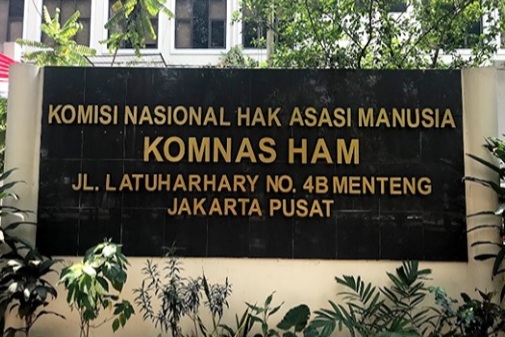 KOMISI NASIONAL HAK ASASI MANUSIA
KOMNAS HAM
JL. LATUHARHARY NO. 4B MENTENG
JAKARTA PUSAT